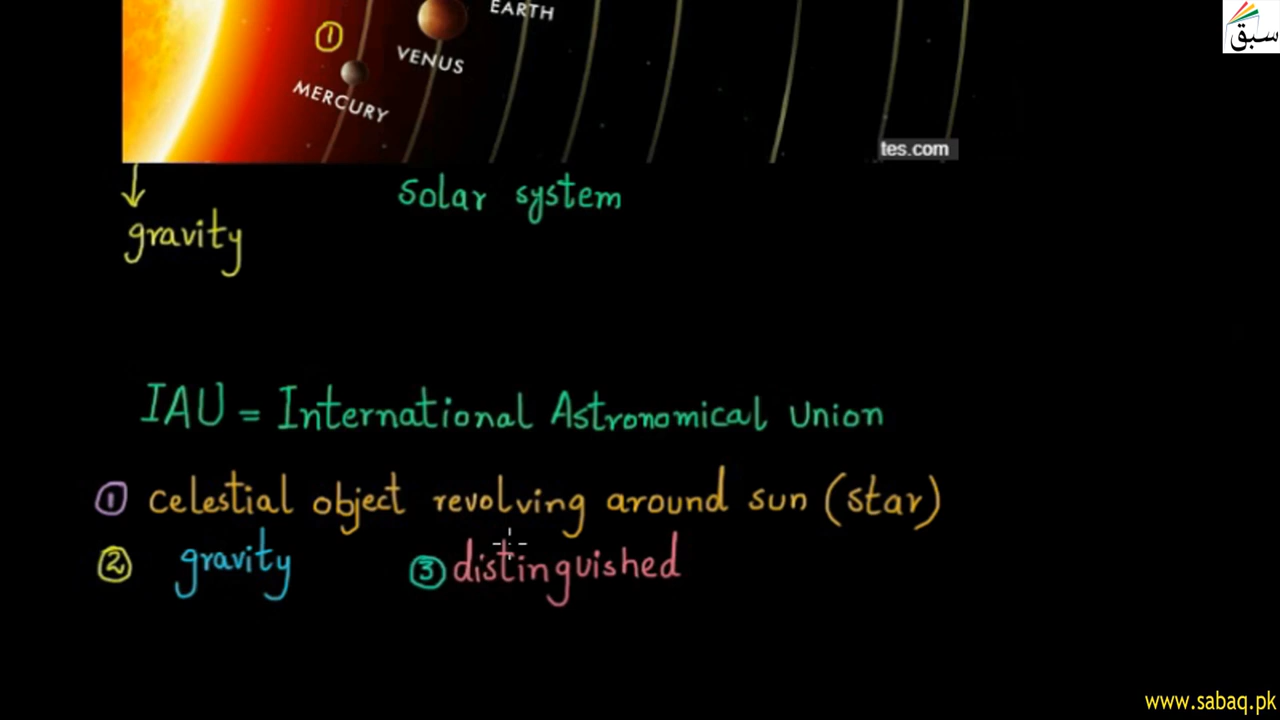 EARTH
سبق
①
VENUS
MERCURY
tes.com
solar system
gravity
IAU = International Astronomical Union
① celestial object revolving around sun (star)
② gravity ③ distinguished
www.sabaq.pk